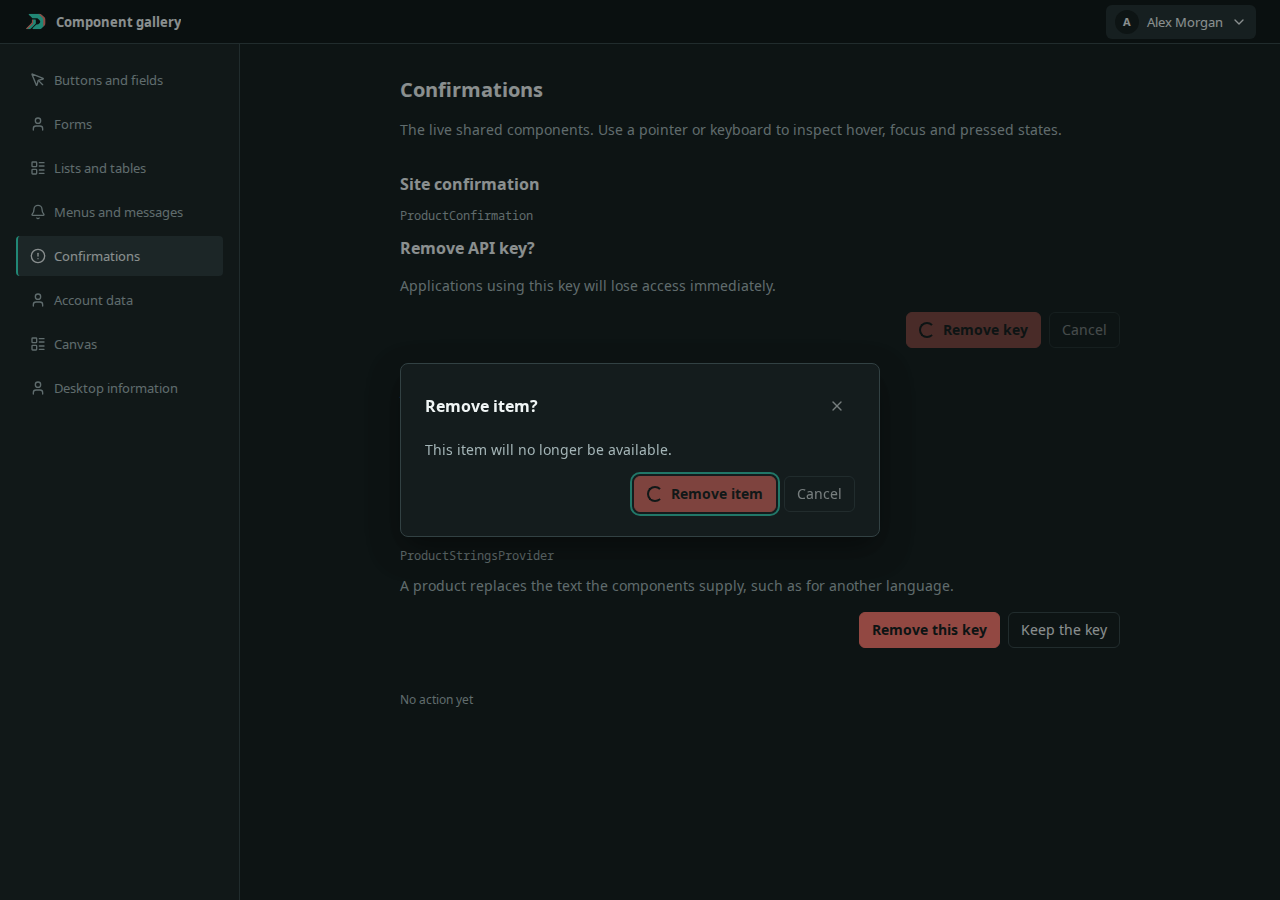 Component gallery
A
Alex Morgan
Buttons and fields
Forms
Lists and tables
Menus and messages
Confirmations
Account data
Canvas
Desktop information
Confirmations
The live shared components. Use a pointer or keyboard to inspect hover, focus and pressed states.
Site confirmation
ProductConfirmation
Remove API key?
Applications using this key will lose access immediately.
Remove key
Cancel
Remove item?
This item will no longer be available.
Remove item
Cancel
ProductStringsProvider
A product replaces the text the components supply, such as for another language.
Remove this key
Keep the key
No action yet